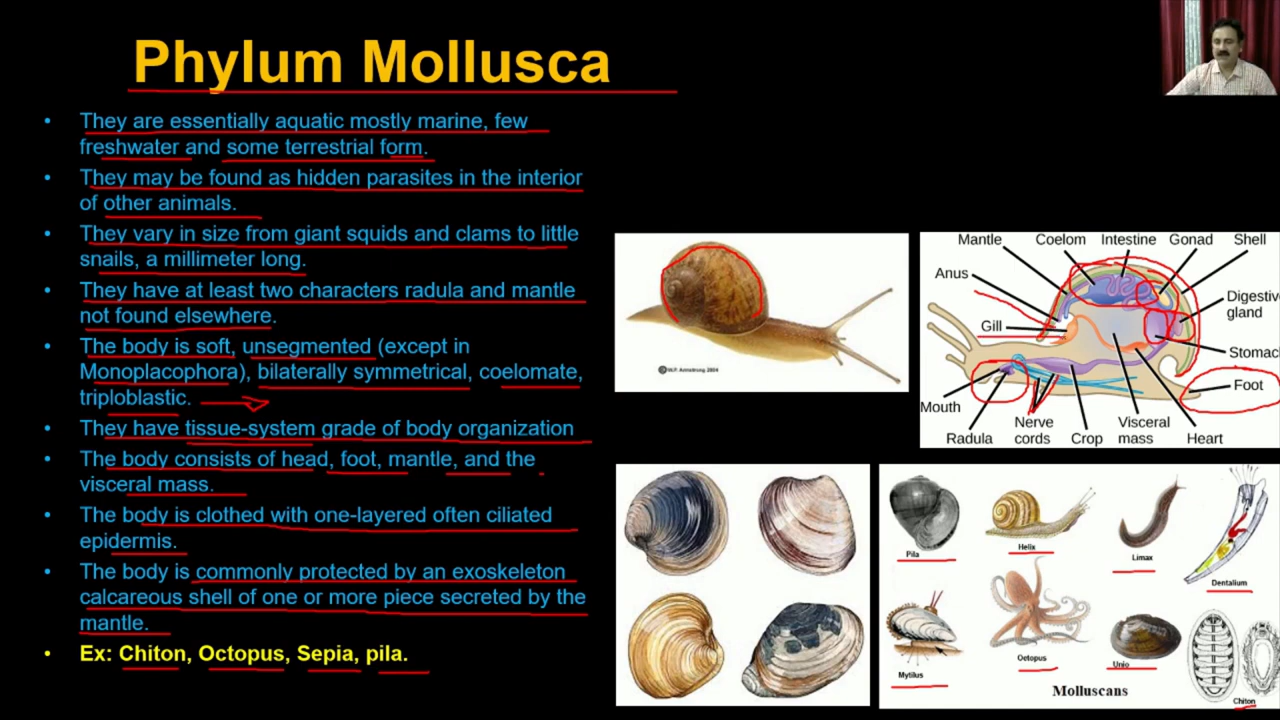 Phylum Mollusca
• They are essentially aquatic mostly marine, few
freshwater and some terrestrial form.
• They may be found as hidden parasites in the interior
of other animals.
• They vary in size from giant squids and clams to little
snails, a millimeter long.
• They have at least two characters radula and mantle
not found elsewhere.
• The body is soft, unsegmented (except in
Monoplacophora), bilaterally symmetrical, coelomate,
triploblastic.
• They have tissue-system grade of body organization
• The body consists of head, foot, mantle, and the
visceral mass.
• The body is clothed with one-layered often ciliated
epidermis.
• The body is commonly protected by an exoskeleton
calcareous shell of one or more piece secreted by the
mantle.
• Ex: Chiton, Octopus, Sepia, pila.
W.P. Armstrong 2004
Mantle Coelom Intestine Gonad Shell
Anus
Digestiv
gland
Gill
Stomac
Foot
Mouth
Nerve
cords
Visceral
mass
Radula Crop Heart
Pila
Helix
Limax
Dentalium
Mytilus
Octopus
Unio
Chiton
Molluscans